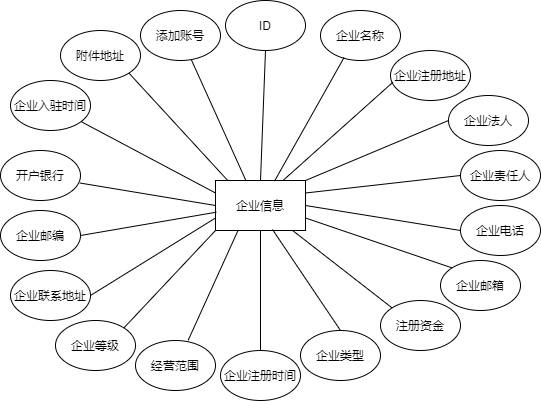 ID
添加账号
企业名称
附件地址
企业注册地址
企业入驻时间
企业法人
开户银行
企业责任人
企业信息
企业邮编
企业电话
企业联系地址
企业邮箱
企业等级
注册资金
经营范围
企业类型
企业注册时间